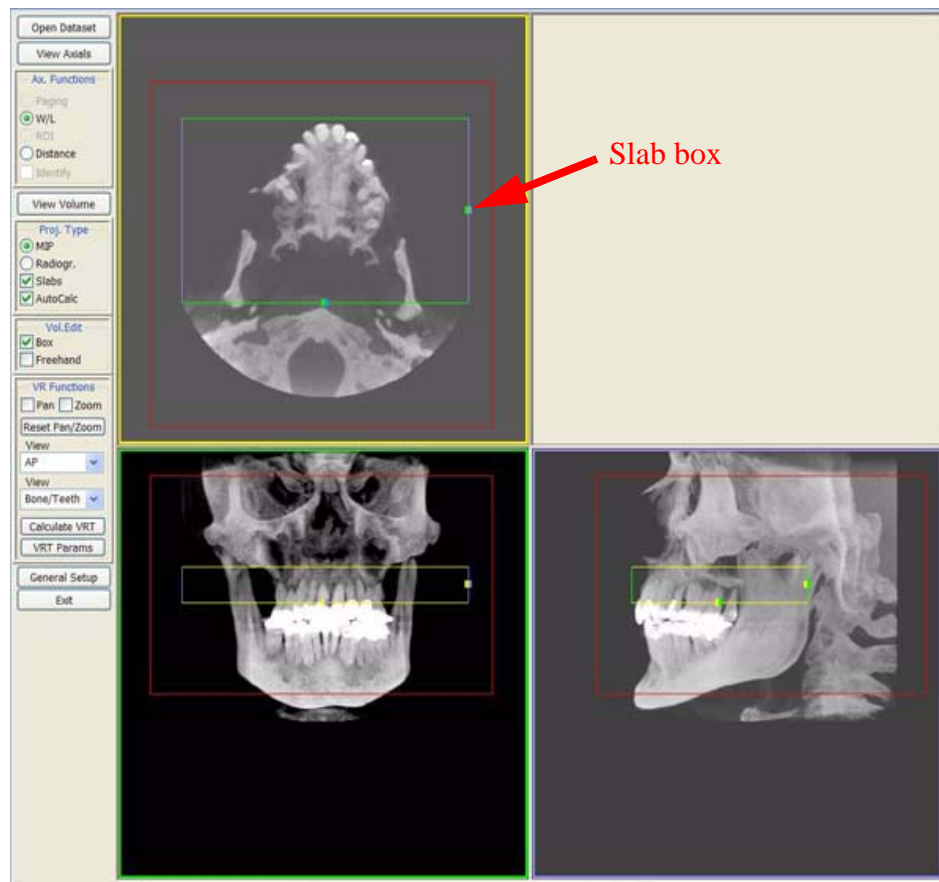 Open Dataset
View Axials
Ax. Functions
Paging
W/L
ROI
Distance
Identify
View Volume
Proj. Type
MIP
Radiogr.
Slabs
AutoCalc
Vol.Edit
Box
Freehand
VR Functions
Pan Zoom
Reset Pan/Zoom
View
AP
View
Bone/Teeth
Calculate VRT
VRT Params
General Setup
Exit
Slab box